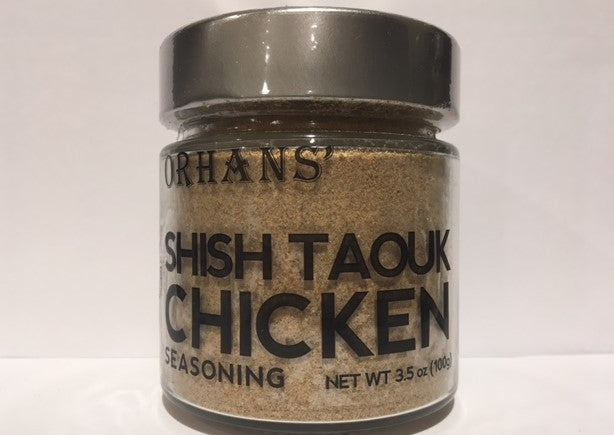 ORHANS'
SHISH TAOUK
CHICKEN
SEASONING
NET WT 3.5 oz (100g)